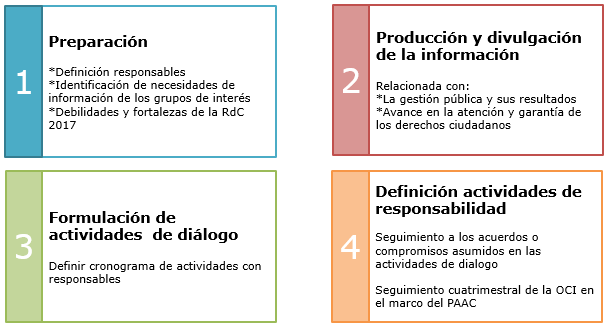 1
Preparación
*Definición responsables
*Identificación de necesidades de
información de los grupos de interés
*Debilidades y fortalezas de la RdC
2017
2
Producción y divulgación
de la información
Relacionada con:
*La gestión pública y sus resultados
*Avance en la atención y garantía de
los derechos ciudadanos
3
Formulación de
actividades de diálogo
Definir cronograma de actividades con
responsables
4
Definición actividades de
responsabilidad
Seguimiento a los acuerdos o
compromisos asumidos en las
actividades de dialogo
Seguimiento cuatrimestral de la OCI en
el marco del PAAC